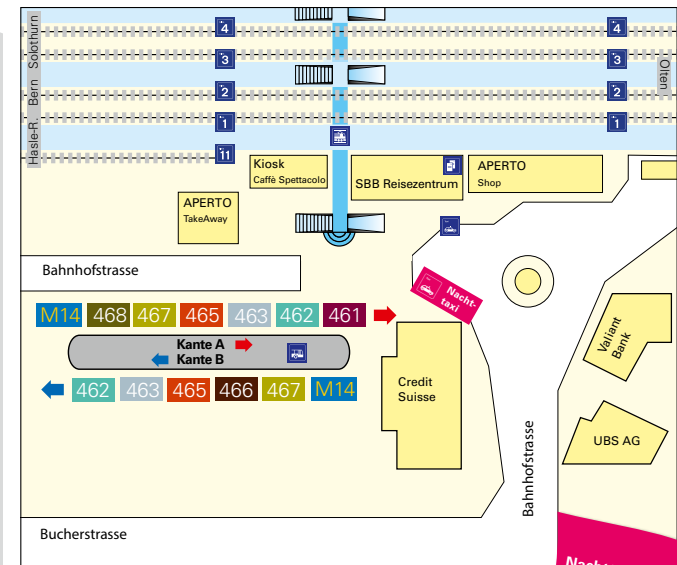 Solothurn
Bern
Hasle-R.
4
4
3
3
2
2
1
1
11
Olten
Kiosk
Caffè Spettacolo
SBB Reisezentrum
APERTO
Shop
APERTO
TakeAway
Bahnhofstrasse
Nacht-
taxi
M14 468 467 465 463 462 461
Kante A
Kante B
462 463 465 466 467 M14
Credit
Suisse
Valiant
Bank
UBS AG
Bahnhofstrasse
Bucherstrasse